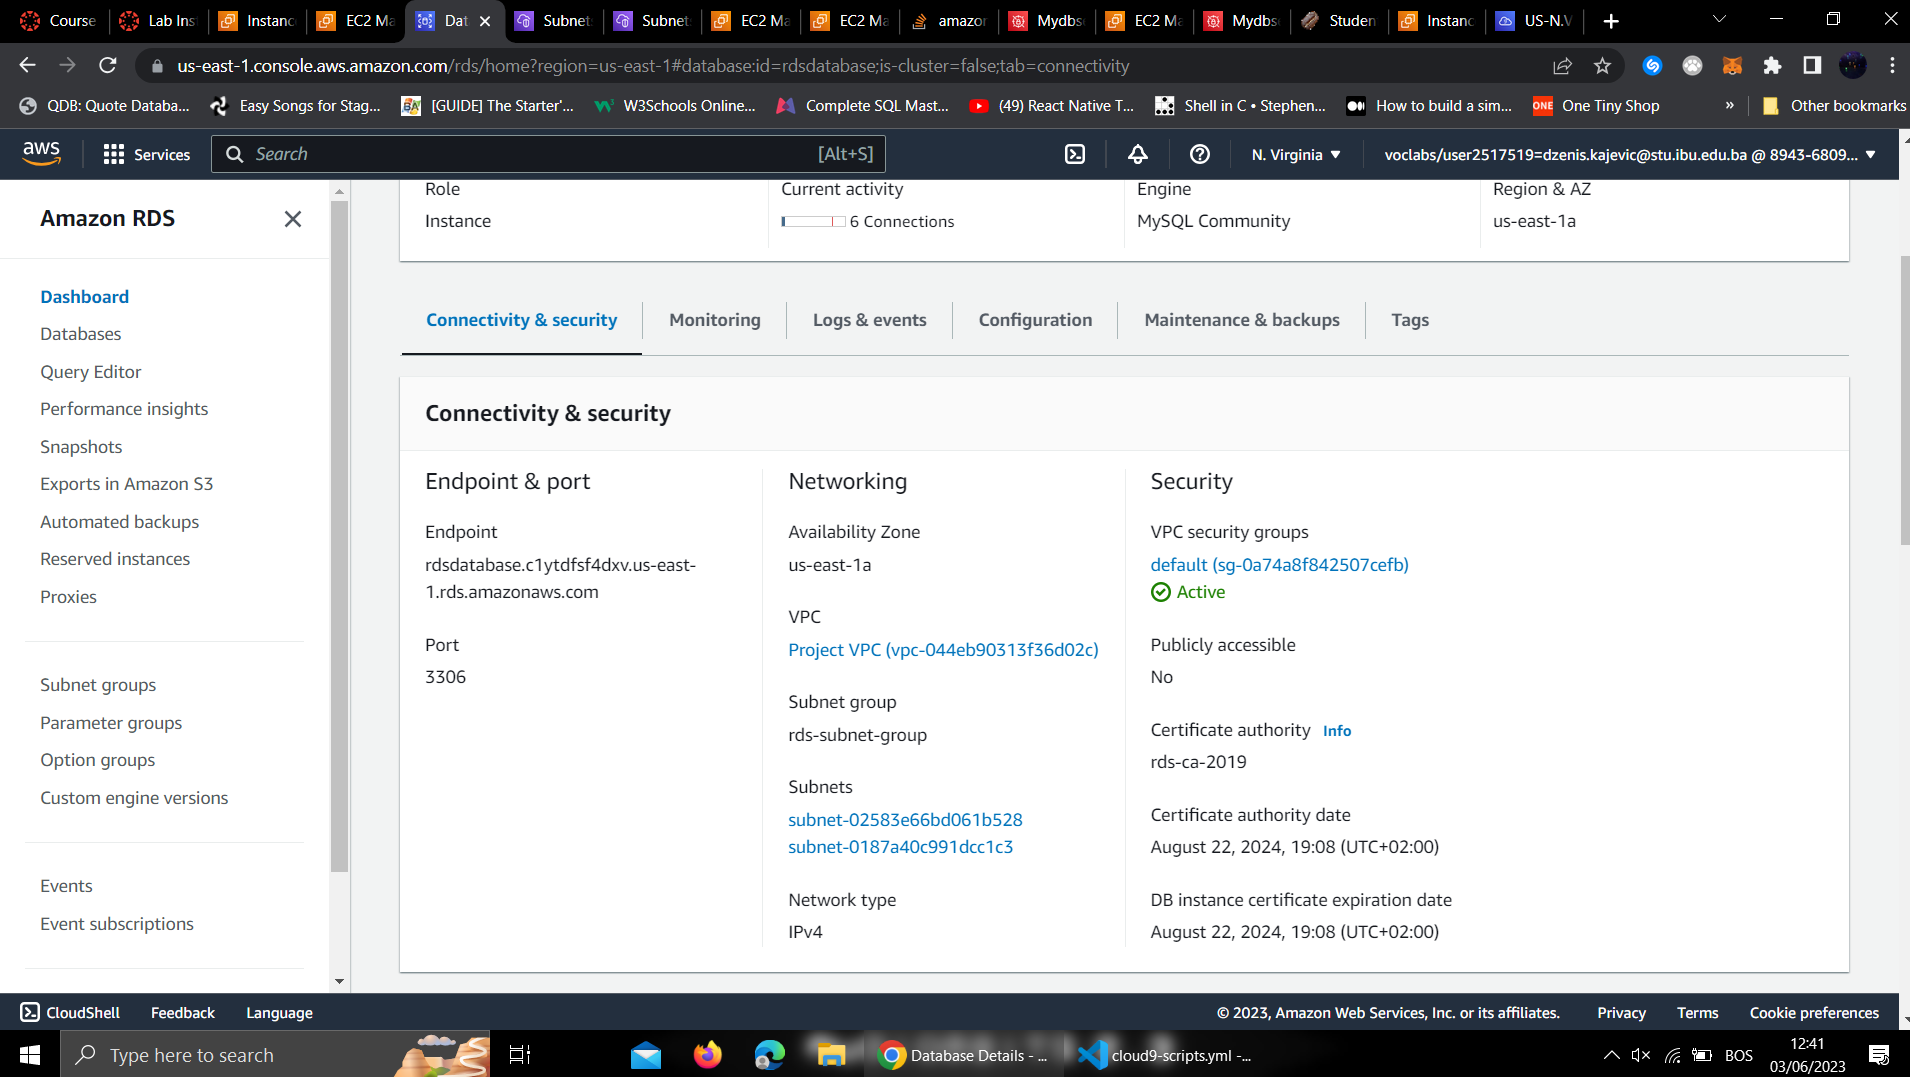 Course
Lab Ins
Instanc
EC2 Ma
Dat
Subnet
Subnet
EC2 Ma
EC2 Ma
amazon
Mydbs
EC2 Ma
Mydbs
Studen
Instanc
US-N.V
us-east-1.console.aws.amazon.com/rds/home?region=us-east-1#database:id=rdsdatabase;is-cluster=false;tab=connectivity
QDB: Quote Databa...
Easy Songs for Stag...
[GUIDE] The Starter'...
W3Schools Online...
Complete SQL Mast...
(49) React Native T...
Shell in C • Stephen...
How to build a sim...
ONE
One Tiny Shop
»
Other bookmarks
aws
Services
Search
[Alt+S]
N. Virginia
voclabs/user2517519=dzenis.kajevic@stu.ibu.edu.ba @ 8943-6809...
Amazon RDS
Dashboard
Databases
Query Editor
Performance insights
Snapshots
Exports in Amazon S3
Automated backups
Reserved instances
Proxies
Subnet groups
Parameter groups
Option groups
Custom engine versions
Events
Event subscriptions
Role
Instance
Current activity
6 Connections
Engine
MySQL Community
Region & AZ
us-east-1a
Connectivity & security
Monitoring
Logs & events
Configuration
Maintenance & backups
Tags
Connectivity & security
Endpoint & port
Endpoint
rdsdatabase.c1ytdfsf4dxv.us-east-
1.rds.amazonaws.com
Port
3306
Networking
Availability Zone
us-east-1a
VPC
Project VPC (vpc-044eb90313f36d02c)
Subnet group
rds-subnet-group
Subnets
subnet-02583e66bd061b528
subnet-0187a40c991dcc1c3
Network type
IPv4
Security
VPC security groups
default (sg-0a74a8f842507cefb)
Active
Publicly accessible
No
Certificate authority Info
rds-ca-2019
Certificate authority date
August 22, 2024, 19:08 (UTC+02:00)
DB instance certificate expiration date
August 22, 2024, 19:08 (UTC+02:00)
CloudShell
Feedback
Language
© 2023, Amazon Web Services, Inc. or its affiliates.
Privacy
Terms
Cookie preferences
Type here to search
Database Details - ...
cloud9-scripts.yml -...
BOS
12:41
03/06/2023